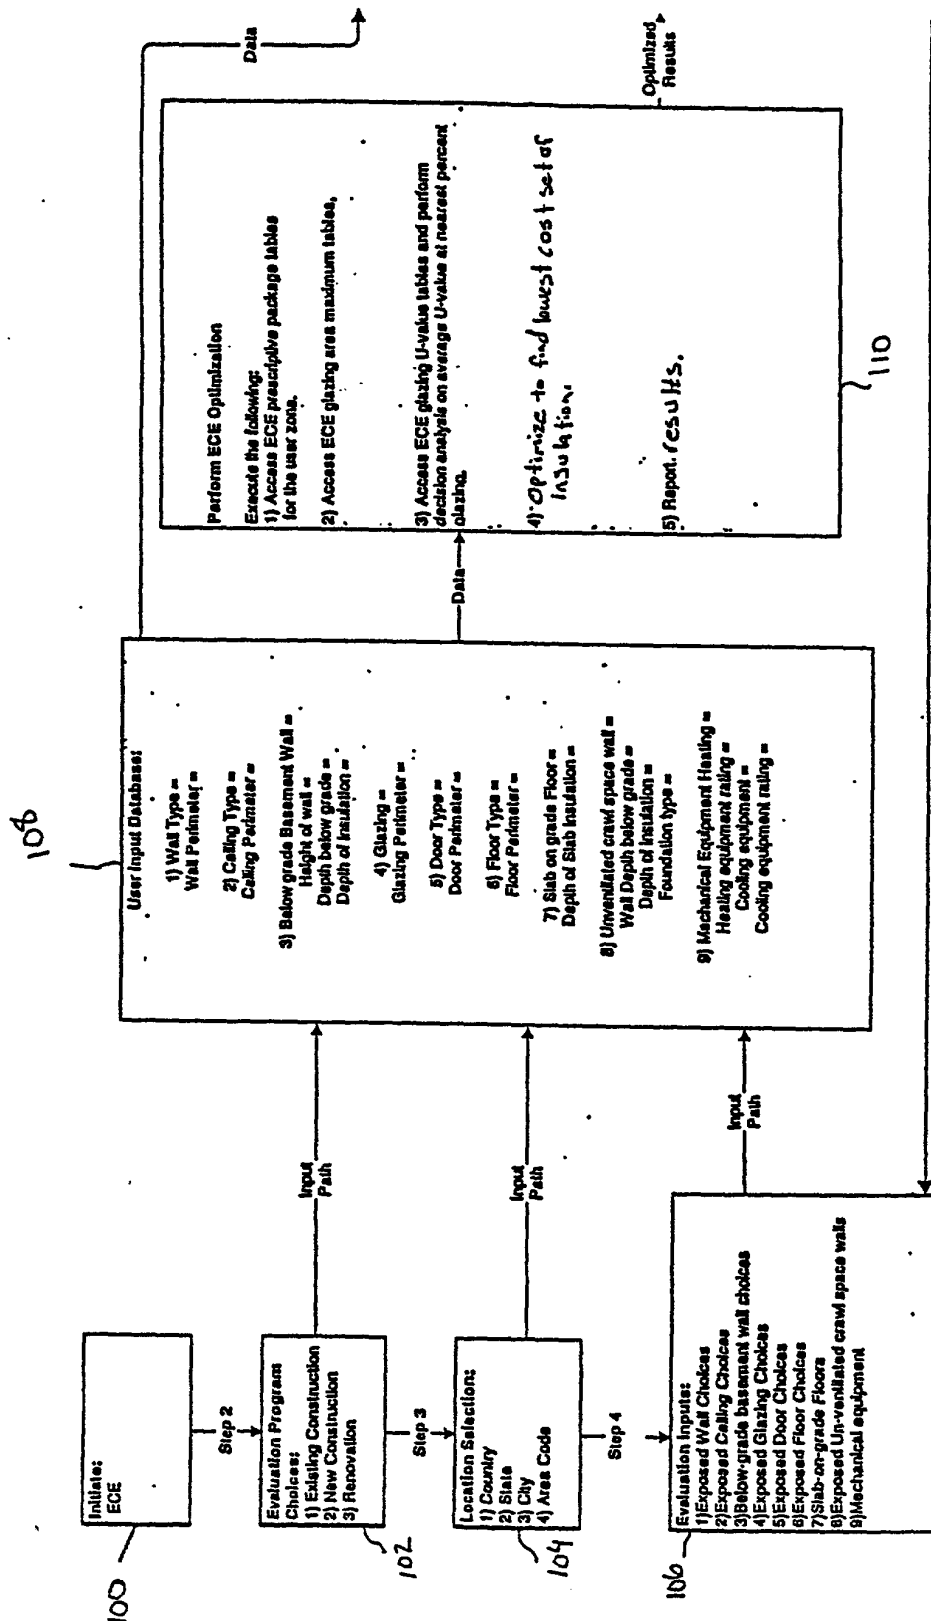 100
Initiate:
ECE
Step 2
102
Evaluation Program
Choices:
1) Existing Construction
2) New Construction
3) Renovation
Step 3
104
Location Selection:
1) Country
2) State
3) City
4) Area Code
Step 4
106
Evaluation Inputs:
1)Exposed Wall Choices
2)Exposed Ceiling Choices
3)Below-grade basement wall choices
4)Exposed Glazing Choices
5)Exposed Door Choices
6)Exposed Floor Choices
7)Slab-on-grade Floors
8)Exposed Un-ventilated crawl space walls
9)Mechanical equipment
Input
Path
Input
Path
Input
Path
108
User Input Database:
1) Wall Type =
Wall Perimeter =
2) Ceiling Type =
Ceiling Perimeter =
3) Below grade Basement Wall =
Height of wall =
Depth below grade =
Depth of Insulation =
4) Glazing =
Glazing Perimeter =
5) Door Type =
Door Perimeter =
6) Floor Type =
Floor Perimeter =
7) Slab on grade Floor =
Depth of Slab Insulation =
8) Unventilated crawl space wall =
Wall Depth below grade =
Depth of Insulation =
Foundation type =
9) Mechanical Equipment Heating =
Heating equipment rating =
Cooling equipment =
Cooling equipment rating =
Data
Data
Perform ECE Optimization
Execute the following:
1) Access ECE prescriptive package tables
for the user zone.
2) Access ECE glazing area maximum tables.
3) Access ECE glazing U-value tables and perform
decision analysis on average U-value at nearest percent
glazing.
4) Optimize to find lowest cost set of
insulation.
5) Report results.
110
Optimized
Results